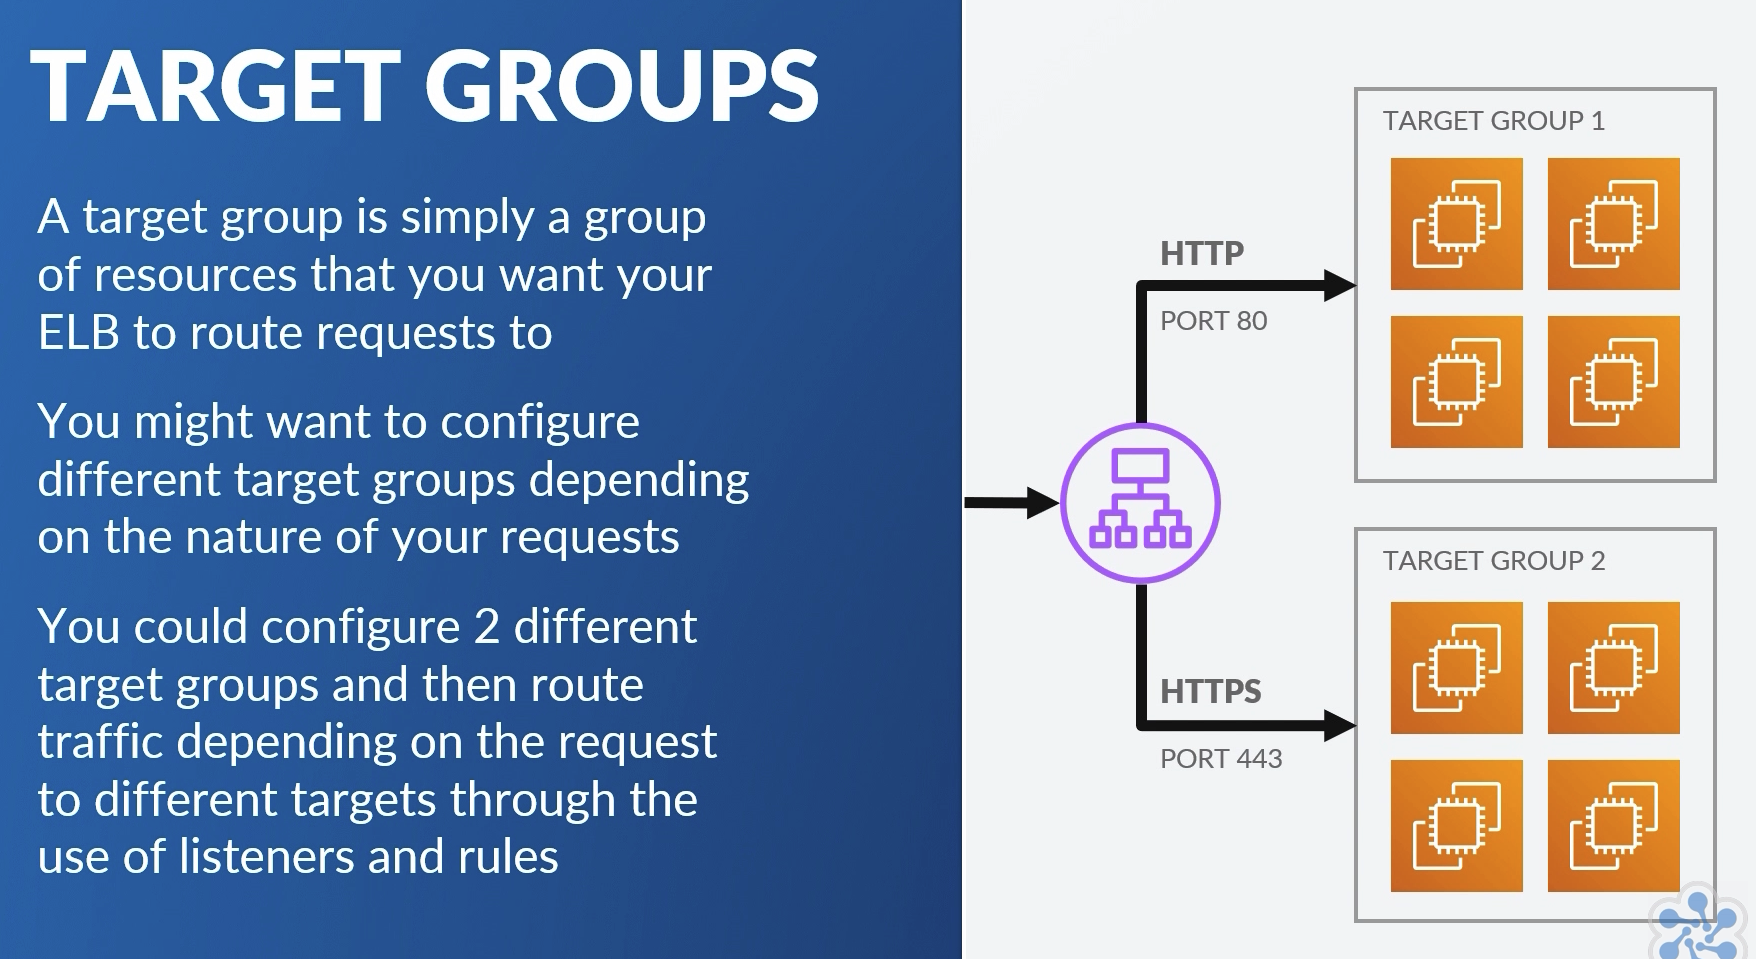 TARGET GROUPS
A target group is simply a group
of resources that you want your
ELB to route requests to
You might want to configure
different target groups depending
on the nature of your requests
You could configure 2 different
target groups and then route
traffic depending on the request
to different targets through the
use of listeners and rules
HTTP
PORT 80
HTTPS
PORT 443
TARGET GROUP 1
TARGET GROUP 2